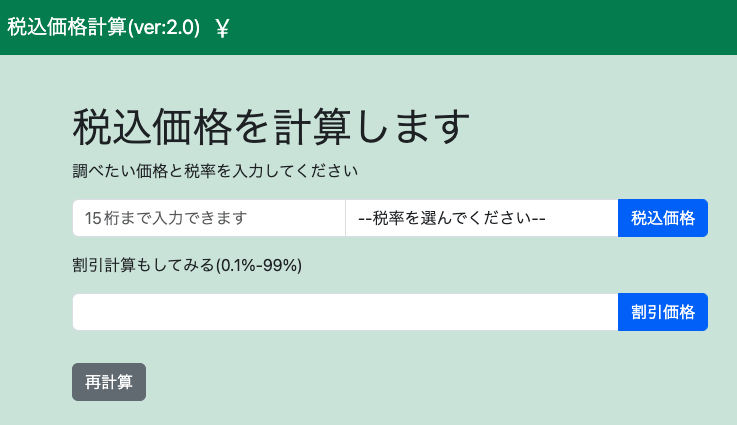 税込価格計算(ver:2.0) ¥
税込価格を計算します
調べたい価格と税率を入力してください
15桁まで入力できます --税率を選んでください-- 税込価格
割引計算もしてみる(0.1%-99%)
割引価格
再計算